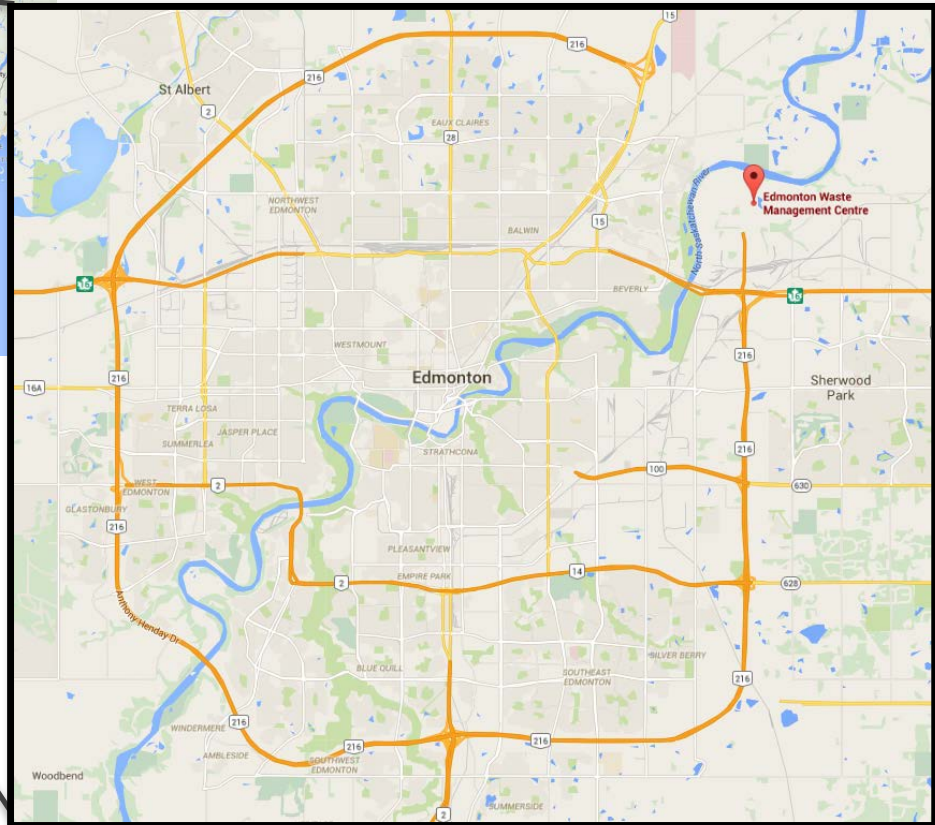 15
216
216
St Albert
2
EAUX CLAIRES
28
Edmonton Waste
Management Centre
North Saskatchewan River
NORTHWEST
EDMONTON
15
BALWIN
16
BEVERLY
16
WESTMOUNT
216
216
16A
Edmonton
Sherwood
Park
TERRA LOSA
JASPER PLACE
SUMMERLEA
STRATHCONA
216
100
WEST
EDMONTON
2
630
GLASTONBURY
216
PLEASANTVIEW
EMPIRE PARK
14
2
628
Anthony Henday Dr
BLUE QUILL
SILVER BERRY
SOUTHEAST
EDMONTON
216
WINDERMERE
216
AMBLESIDE
216
216
SOUTHWEST
EDMONTON
Woodbend
SUMMERSIDE
2